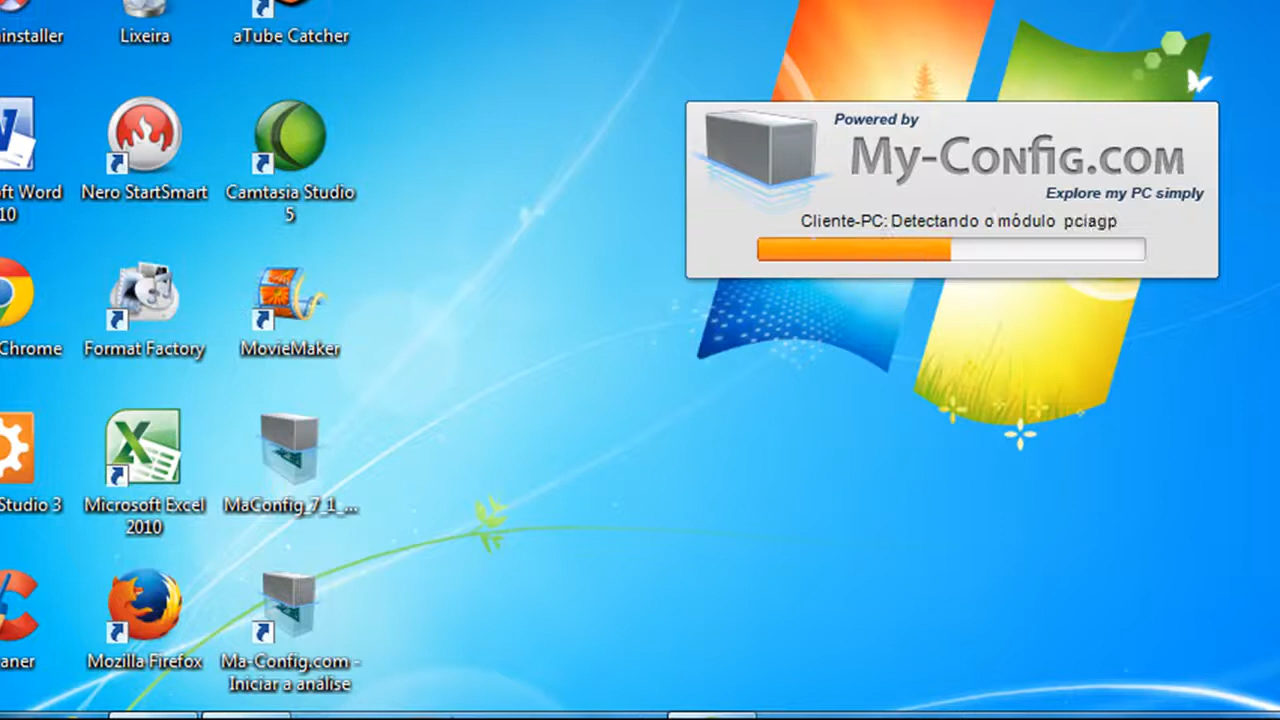 installer
Lixeira
aTube Catcher
ft Word
10
Nero StartSmart
Camtasia Studio
5
Chrome
Format Factory
MovieMaker
Studio 3
Microsoft Excel
2010
MaConfig_7_1_...
aner
Mozilla Firefox
Ma-Config.com -
Iniciar a análise
Powered by
My-Config.com
Explore my PC simply
Cliente-PC: Detectando o módulo pciagp